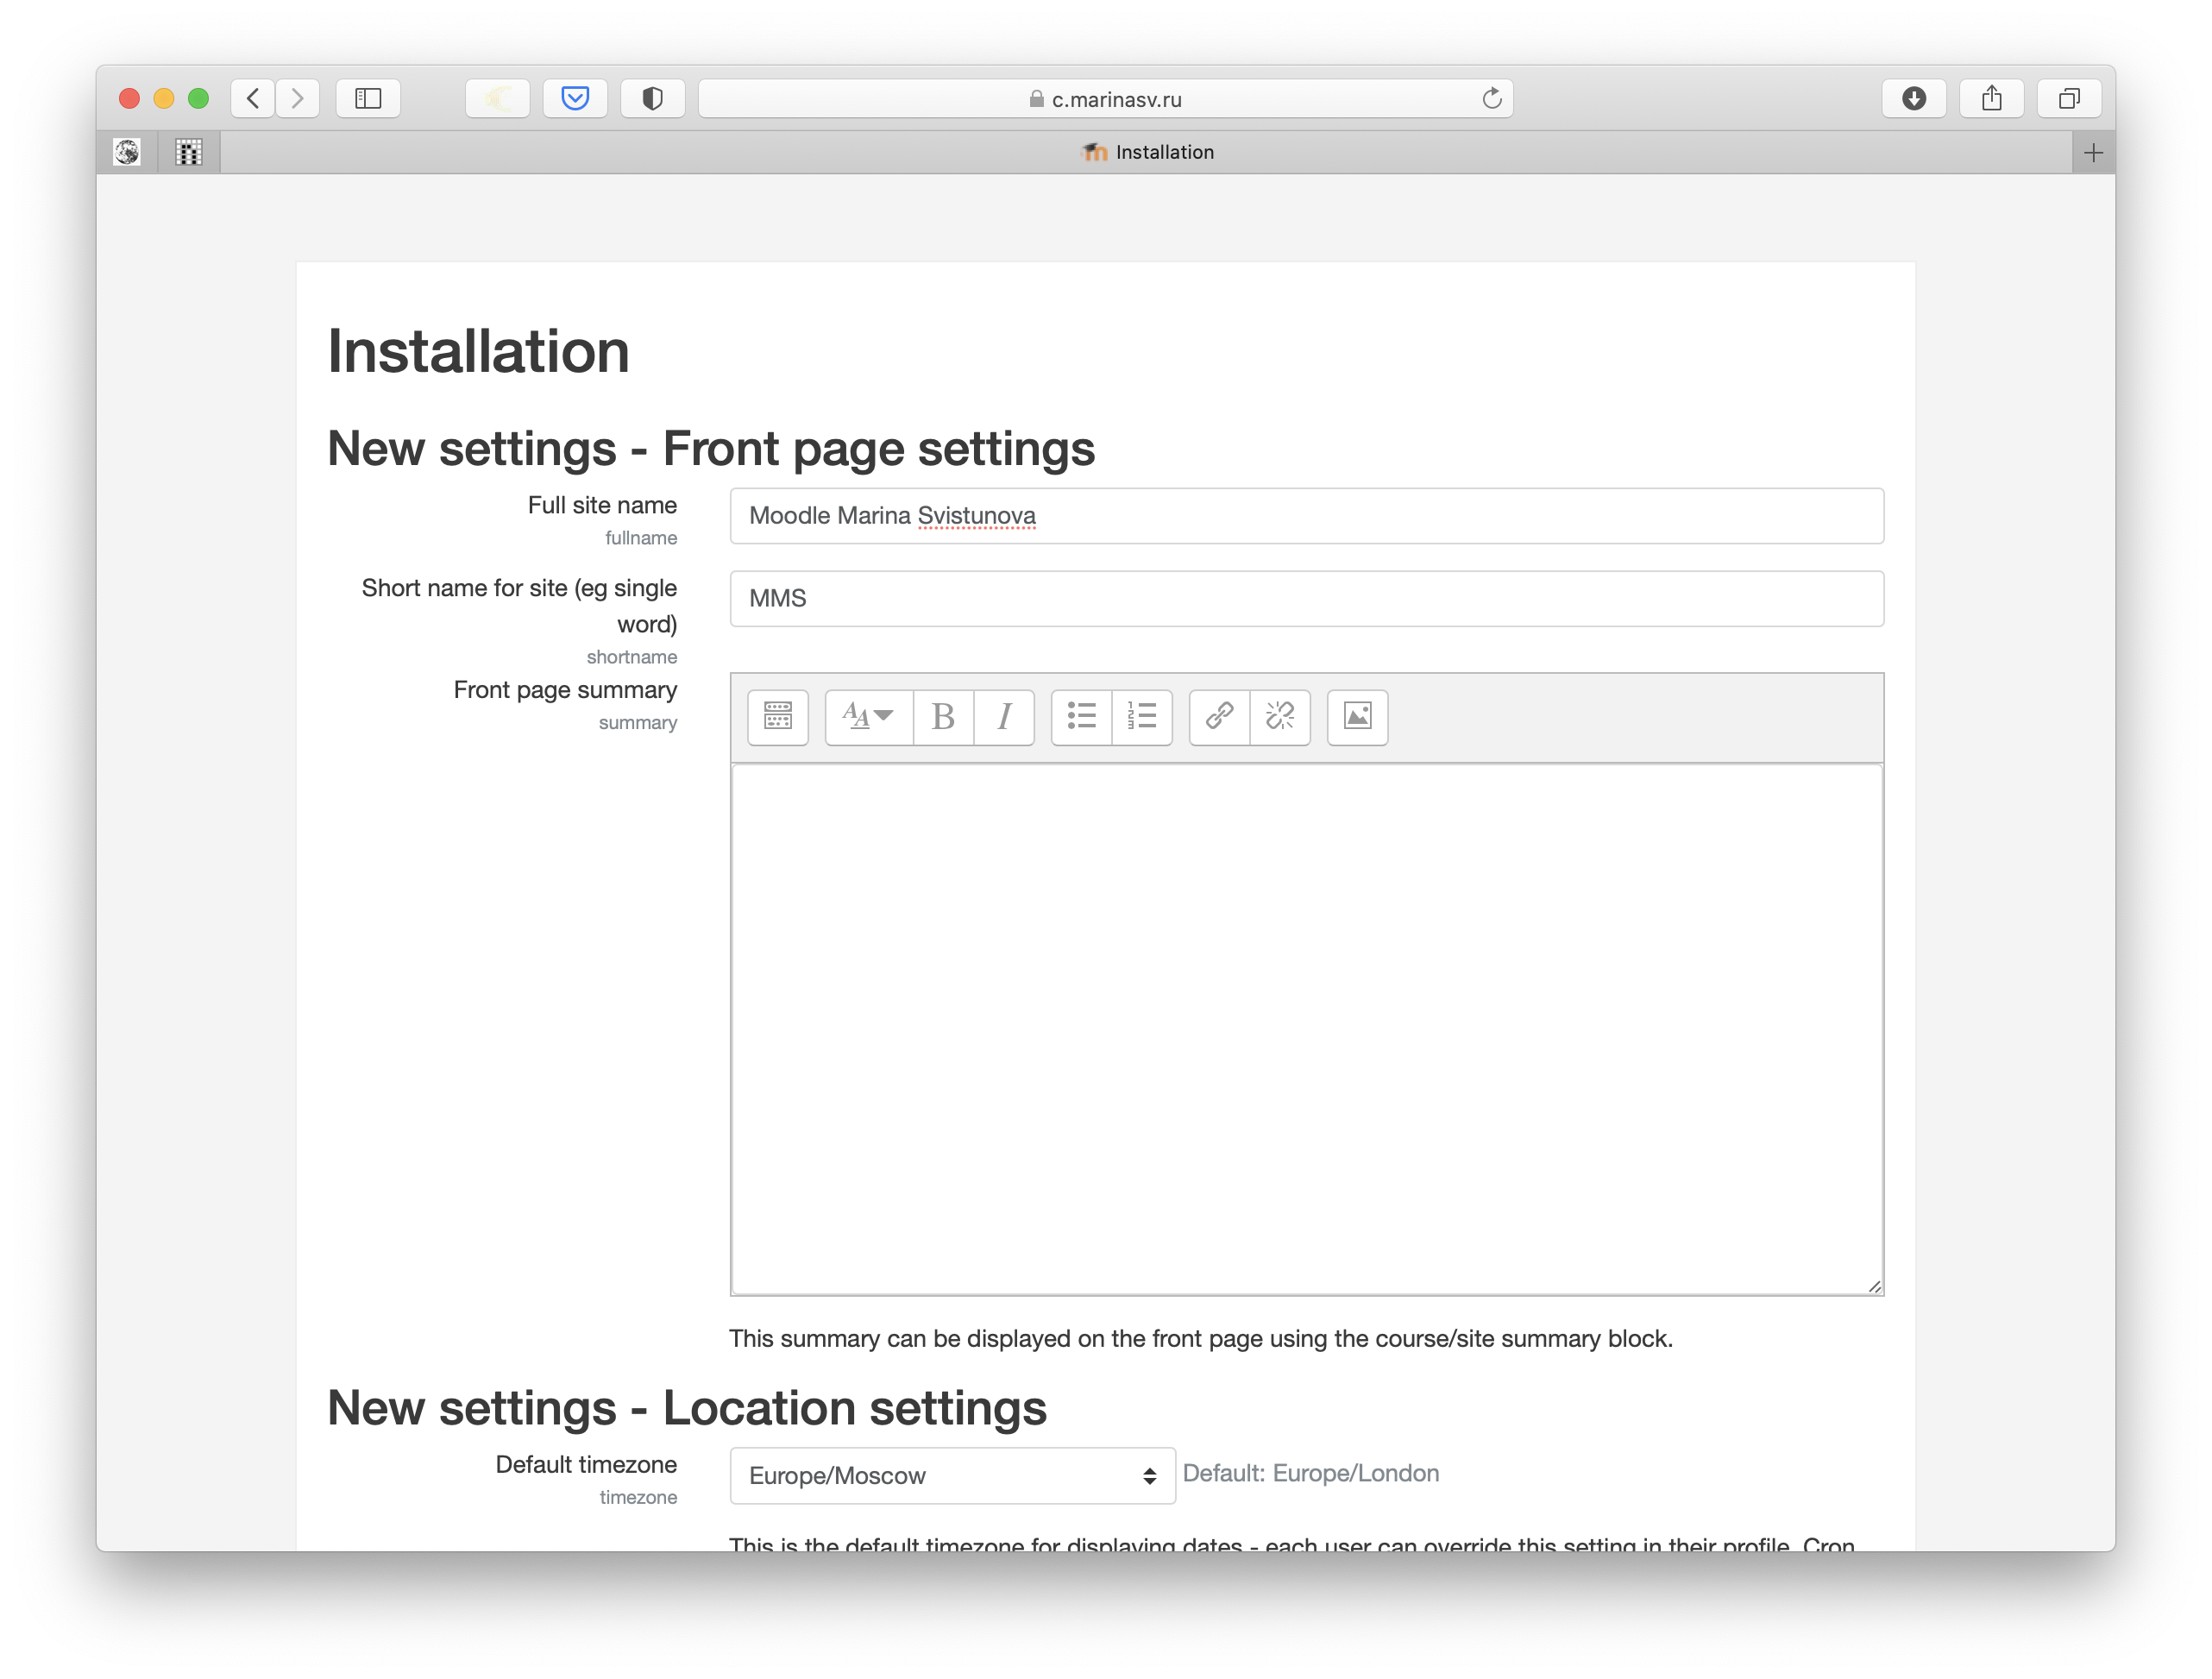 c.marinasv.ru
Installation
Installation
New settings - Front page settings
Full site name
fullname
Moodle Marina Svistunova
Short name for site (eg single
word)
shortname
MMS
Front page summary
summary
This summary can be displayed on the front page using the course/site summary block.
New settings - Location settings
Default timezone
timezone
Europe/Moscow
Default: Europe/London
This is the default timezone for displaying dates - each user can override this setting in their profile. Cron